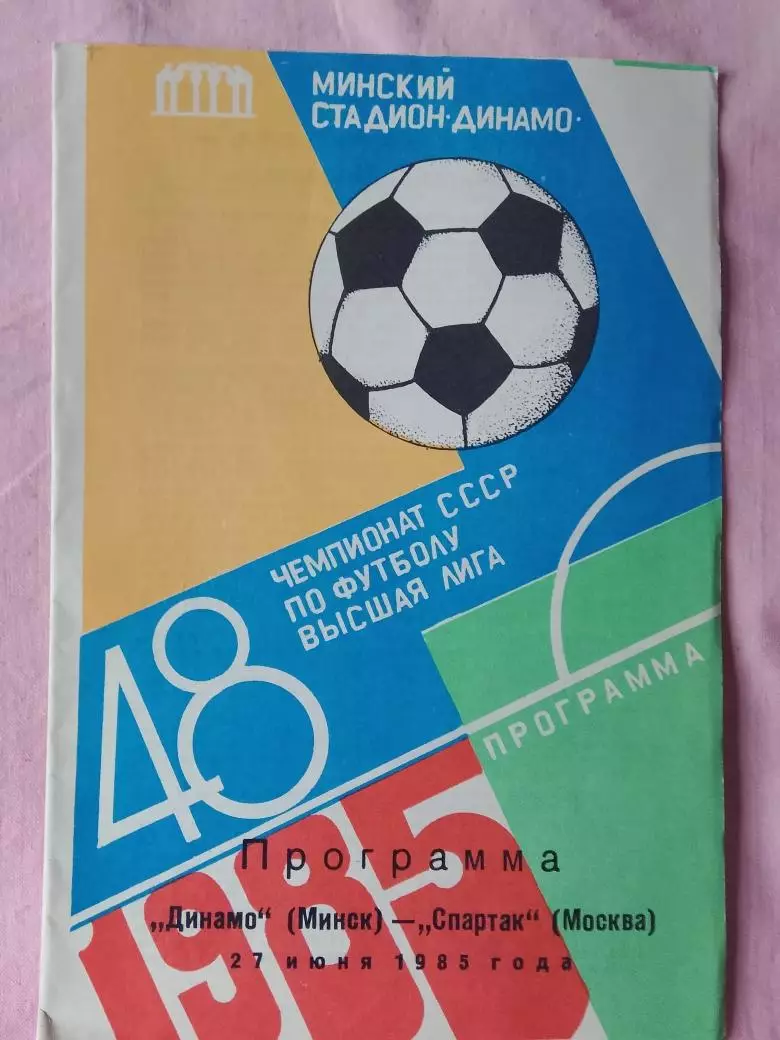 МИНСКИЙ
СТАДИОН·ДИНАМО·
ЧЕМПИОНАТ СССР
ПО ФУТБОЛУ
ВЫСШАЯ ЛИГА
48
ПРОГРАММА
1985
Программа
„Динамо“ (Минск) — „Спартак“ (Москва)
27 июня 1985 года